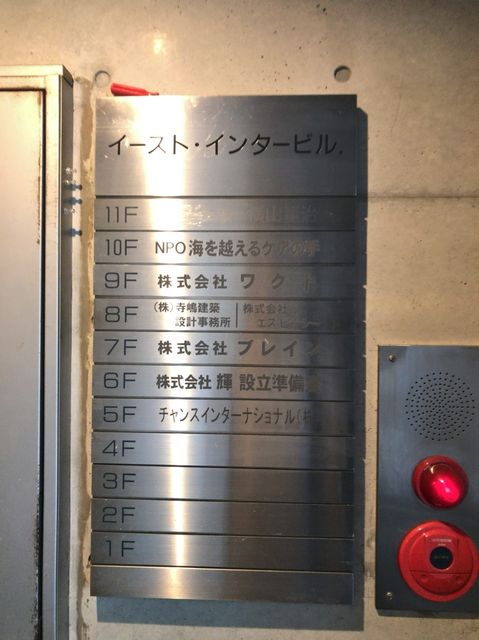 イースト・インタービル.
11F
10F NPO海を越えるケアの手
9F 株式会社 ワク
8F (株)寺嶋建築 株式会社
設計事務所
7F 株式会社 ブレイン
6F 株式会社 輝 設立準備室
5F チャンスインターナショナル(株)
4F
3F
2F
1F